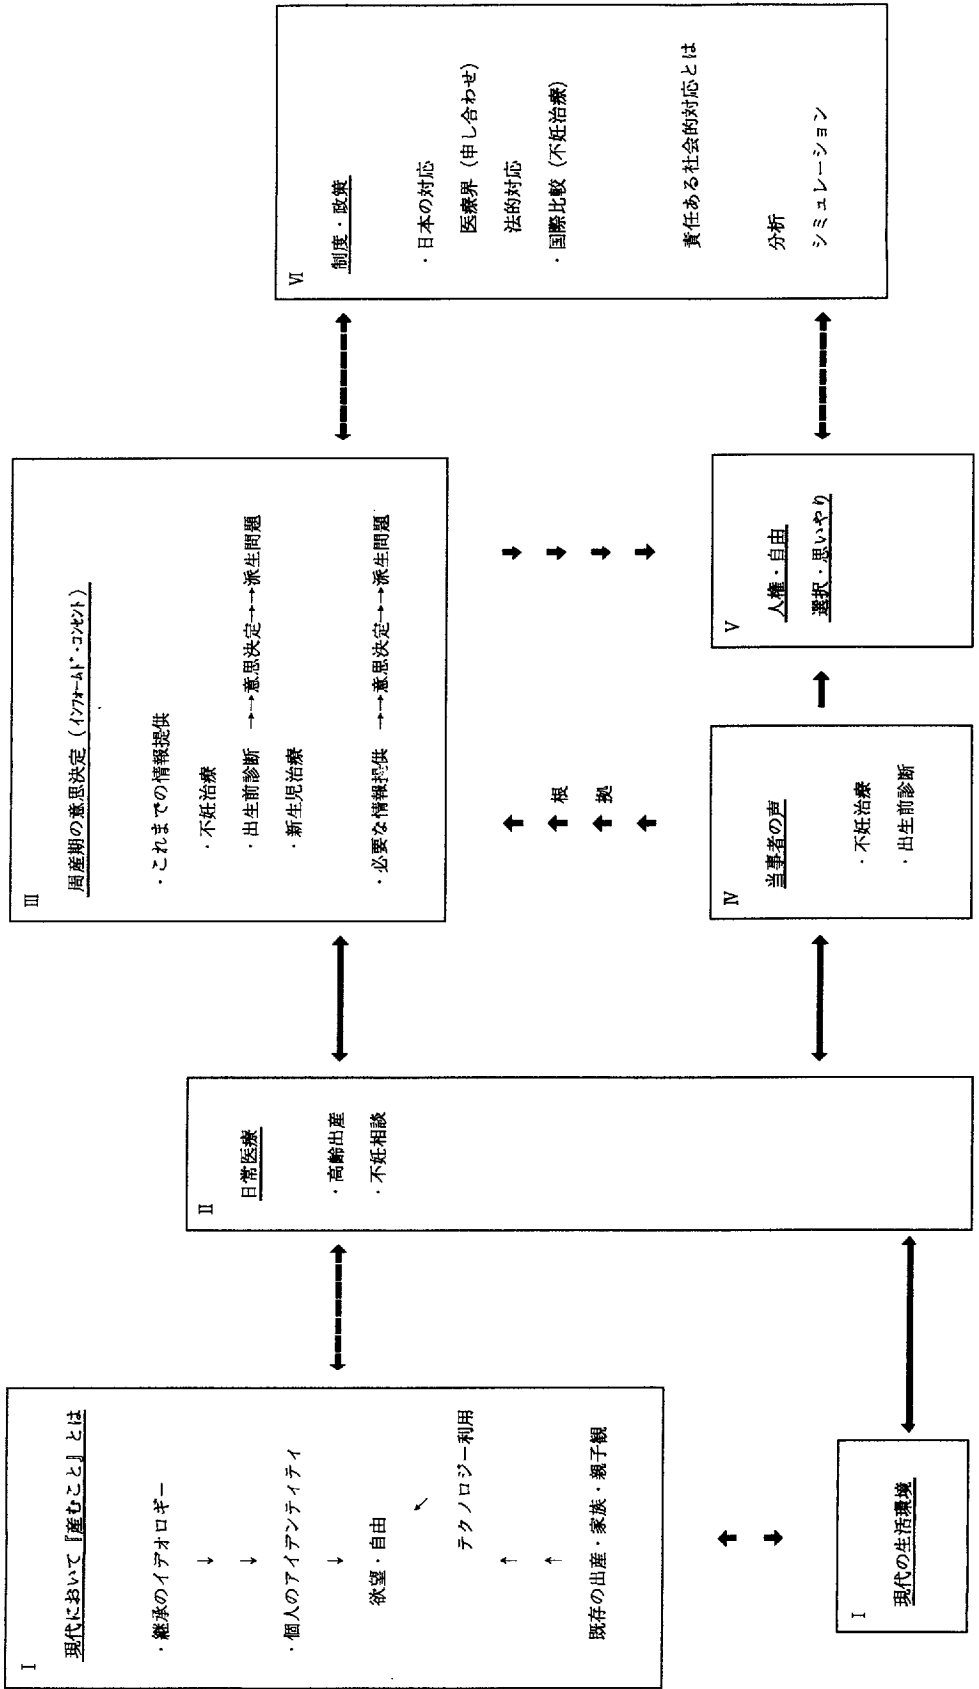 I
現代において『産むこと』とは
・継承のイデオロギー
↓
↓
・個人のアイデンティティ
↓
欲望・自由
↖
テクノロジー利用
↑
↑
既存の出産・家族・親子観
I
現代の生活環境
II
日常医療
・高齢出産
・不妊相談
III
周産期の意思決定（インフォームド・コンセント）
・これまでの情報提供
・不妊治療
・出生前診断 →→意思決定→→派生問題
・新生児治療
・必要な情報提供 →→意思決定→→派生問題
根
拠
IV
当事者の声
・不妊治療
・出生前診断
V
人権・自由
選択・思いやり
VI
制度・政策
・日本の対応
医療界（申し合わせ）
法的対応
・国際比較（不妊治療）
責任ある社会的対応とは
分析
シミュレーション